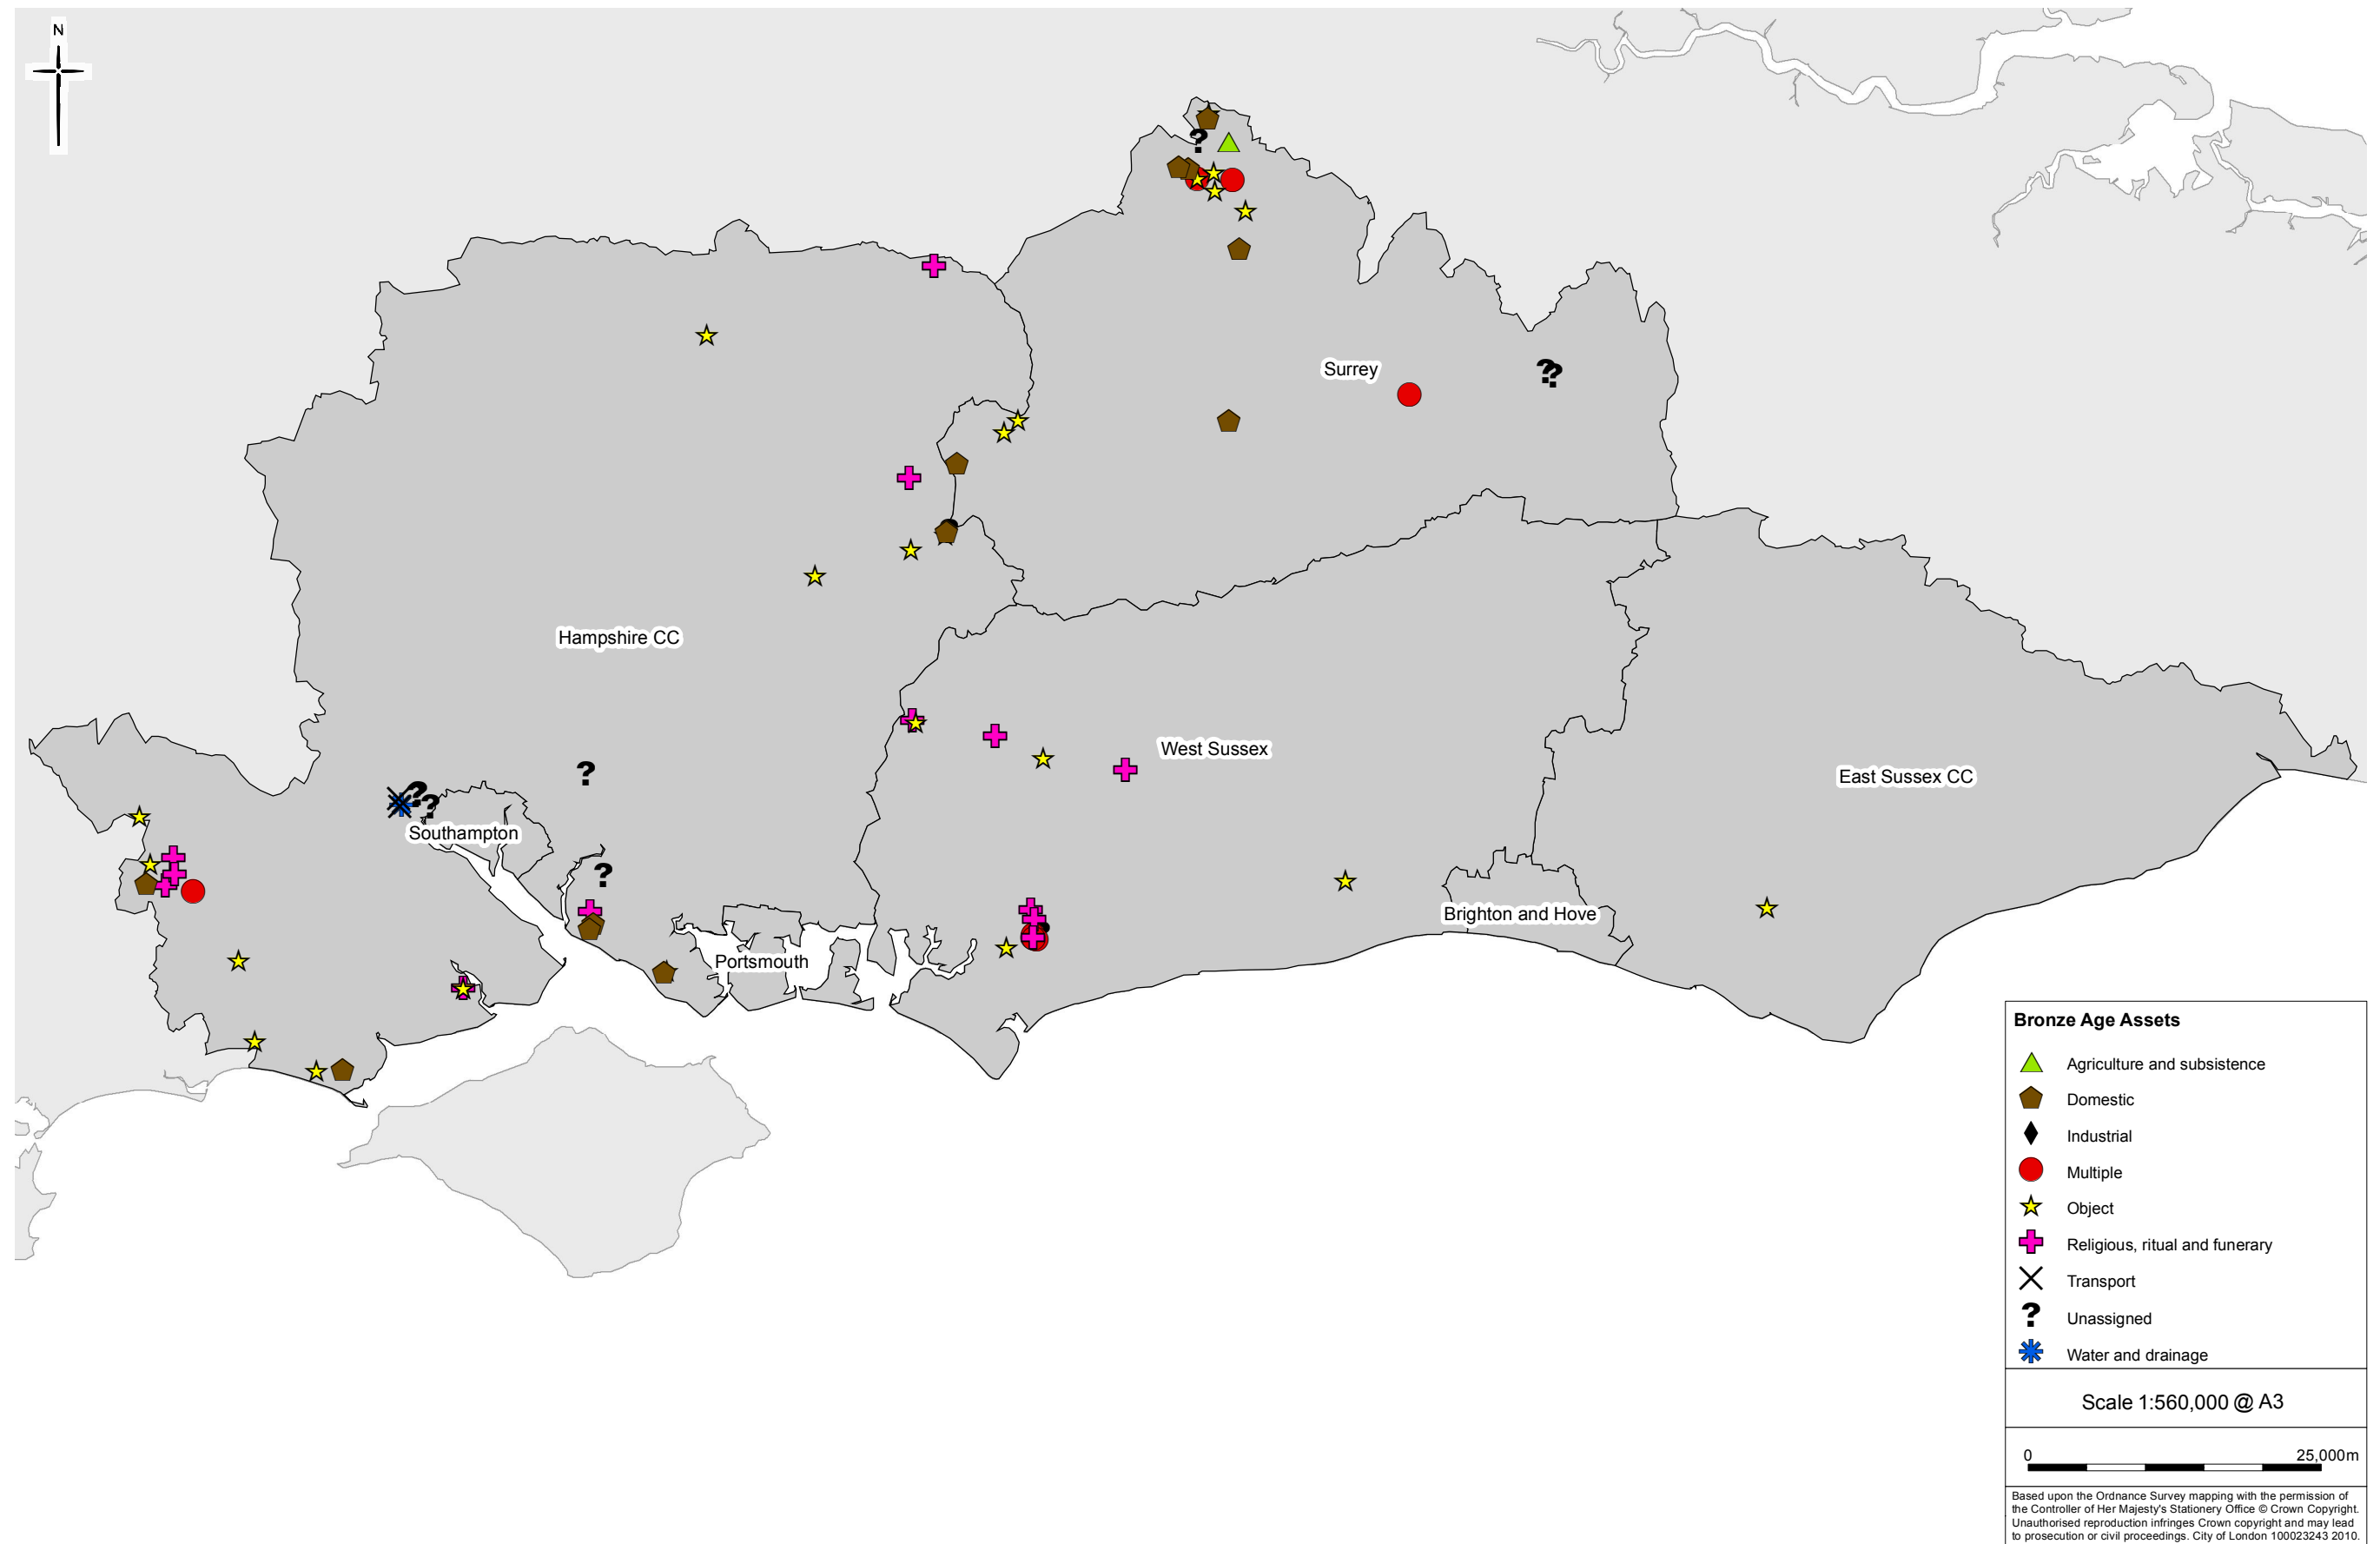 N
Surrey
Hampshire CC
West Sussex
East Sussex CC
Southampton
Brighton and Hove
Portsmouth
Bronze Age Assets
Agriculture and subsistence
Domestic
Industrial
Multiple
Object
Religious, ritual and funerary
Transport
? Unassigned
Water and drainage
Scale 1:560,000 @ A3
0 25,000m
Based upon the Ordnance Survey mapping with the permission of
the Controller of Her Majesty's Stationery Office © Crown Copyright.
Unauthorised reproduction infringes Crown copyright and may lead
to prosecution or civil proceedings. City of London 100023243 2010.